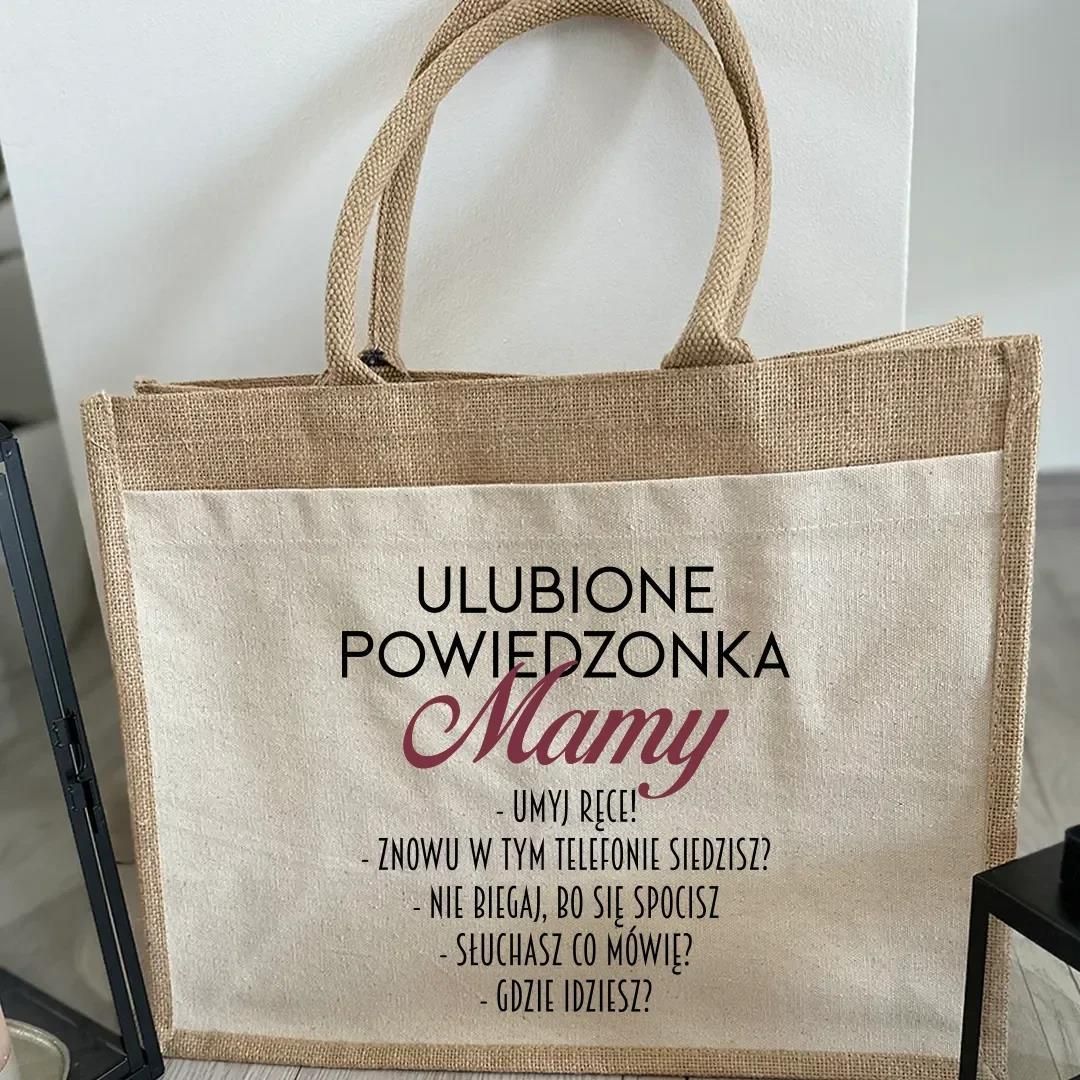 ULUBIONE
POWIEDZONKA
Mamy
- UMYJ RĘCE!
- ZNOWU W TYM TELEFONIE SIEDZISZ?
- NIE BIEGAJ, BO SIĘ SPOCISZ
- SŁUCHASZ CO MÓWIĘ?
- GDZIE IDZIESZ?